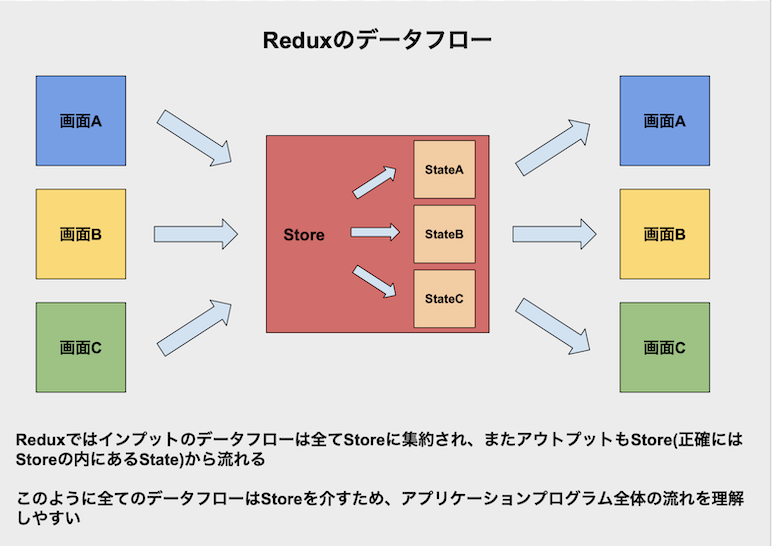 Reduxのデータフロー
画面A
画面B
画面C
Store
StateA
StateB
StateC
画面A
画面B
画面C
Reduxではインプットのデータフローは全てStoreに集約され、またアウトプットもStore(正確には
Storeの内にあるState)から流れる
このように全てのデータフローはStoreを介すため、アプリケーションプログラム全体の流れを理解
しやすい